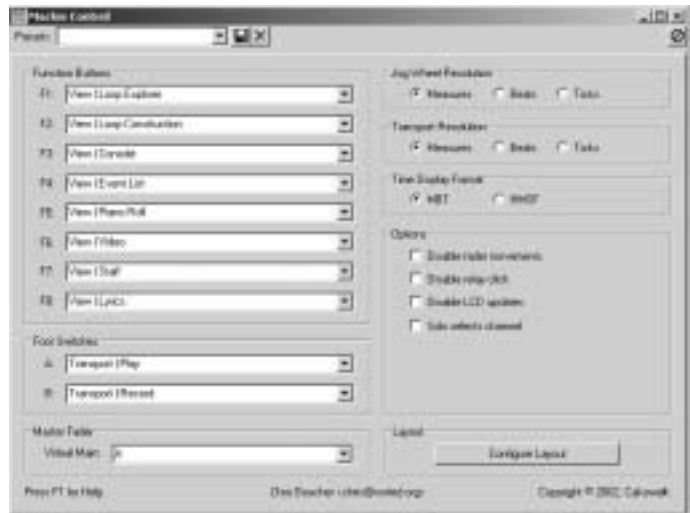 Mackie Control
Presets:
Function Buttons
F1: View | Loop Explorer
F2: View | Loop Construction
F3: View | Console
F4: View | Event List
F5: View | Piano Roll
F6: View | Video
F7: View | Staff
F8: View | Lyrics
Foot Switches
A: Transport | Play
B: Transport | Record
Master Fader
Virtual Main: A
Jog Wheel Resolution
Measures Beats Ticks
Transport Resolution
Measures Beats Ticks
Time Display Format
MBT SMPTE
Options
Disable fader movements
Disable relay click
Disable LCD updates
Solo selects channel
Layout
Configure Layout
Press F1 for Help
Copyright © 2002, Cakewalk